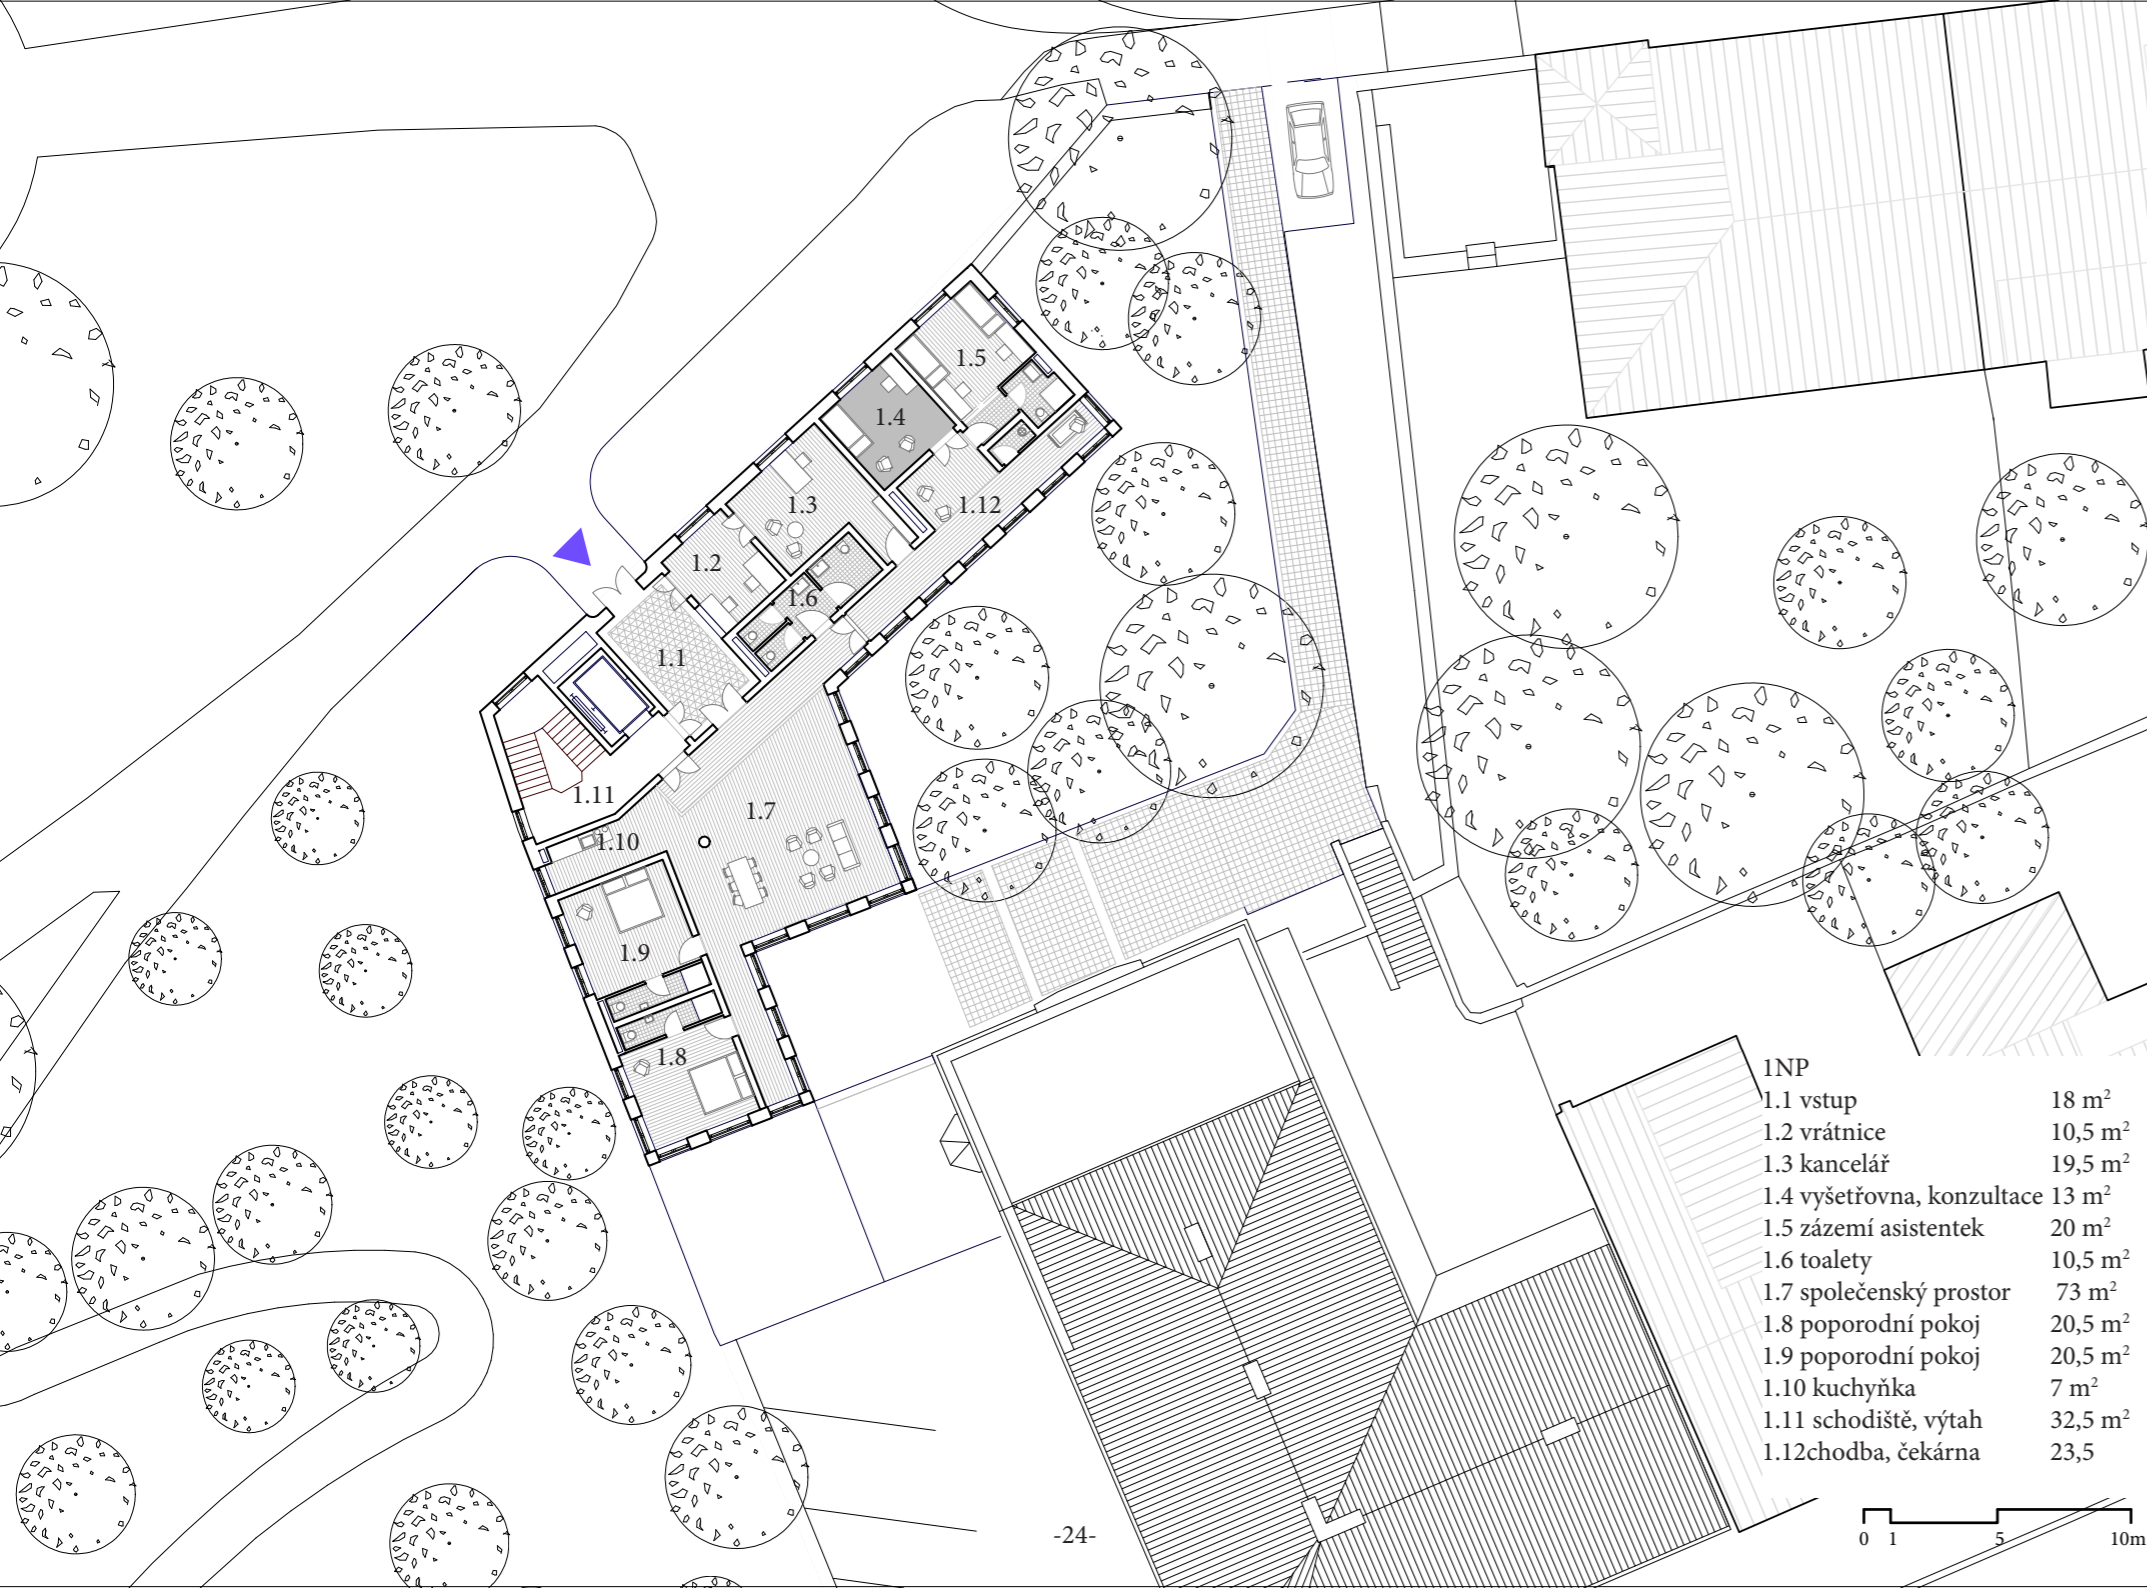 1.5
1.4
1.3
1.12
1.2
1.6
1.1
1.11
1.7
1.10
1.9
1.8
1NP
1.1 vstup 18 m²
1.2 vrátnice 10,5 m²
1.3 kancelář 19,5 m²
1.4 vyšetřovna, konzultace 13 m²
1.5 zázemí asistentek 20 m²
1.6 toalety 10,5 m²
1.7 společenský prostor 73 m²
1.8 poporodní pokoj 20,5 m²
1.9 poporodní pokoj 20,5 m²
1.10 kuchyňka 7 m²
1.11 schodiště, výtah 32,5 m²
1.12chodba, čekárna 23,5
0 1 5 10m
-24-